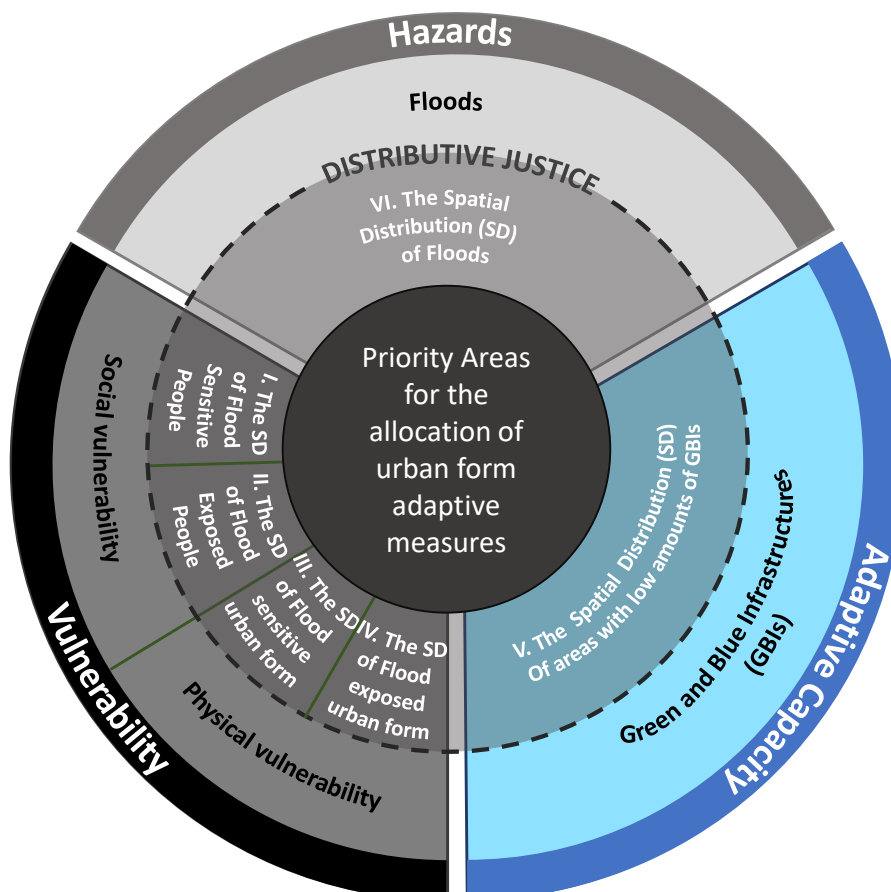 Hazards
Floods
DISTRIBUTIVE JUSTICE
VI. The Spatial
Distribution (SD)
of Floods
Priority Areas
for the
allocation of
urban form
adaptive
measures
Vulnerability
Social vulnerability
I. The SD
of Flood
Sensitive
People
II. The SD
of Flood
Exposed
People
Physical vulnerability
III. The SD
of Flood
sensitive
urban form
IV. The SD
of Flood
exposed
urban form
V. The Spatial Distribution (SD)
Of areas with low amounts of GBIs
Green and Blue Infrastructures
(GBIs)
Adaptive Capacity